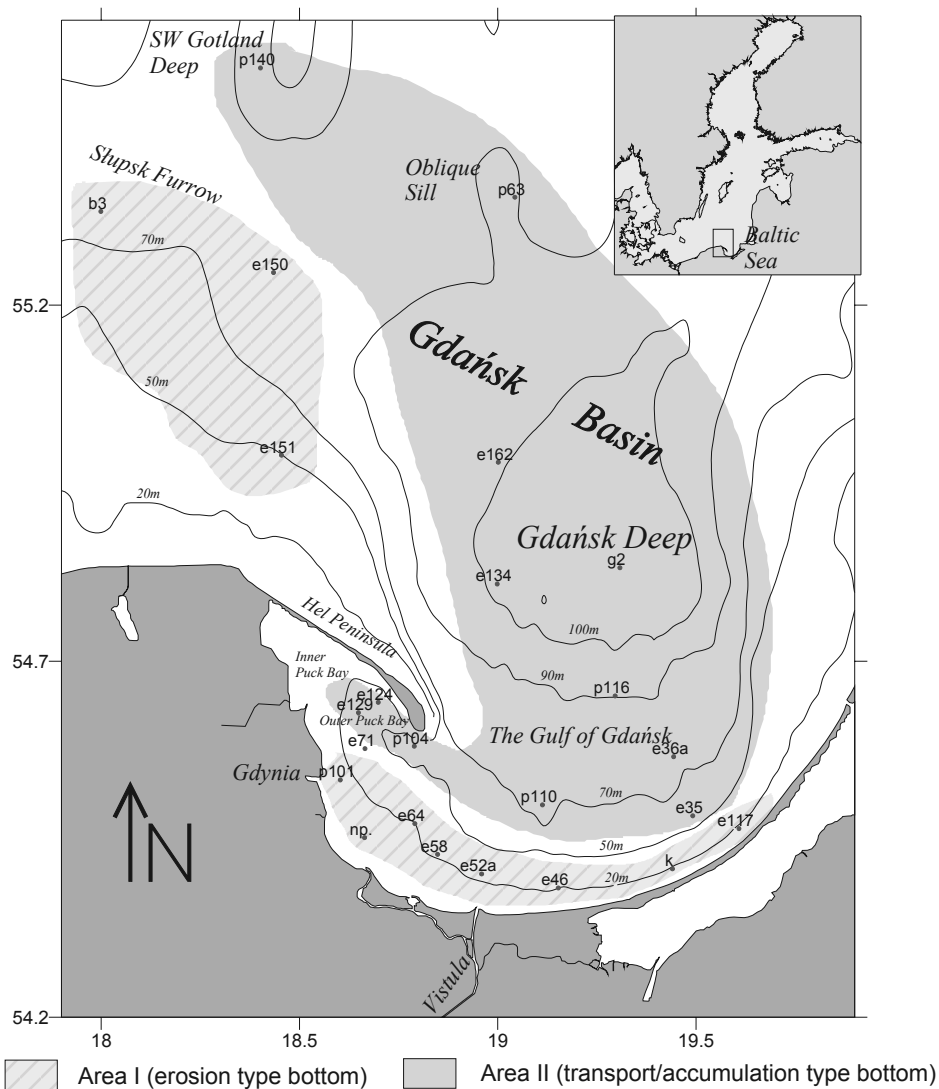 SW Gotland
Deep
p140
Słupsk Furrow
b3
70m
e150
50m
e151
20m
Oblique
Sill
p63
Baltic
Sea
Gdańsk
Basin
e162
Gdańsk Deep
g2
e134
100m
90m
p116
Hel Peninsula
Inner
Puck Bay
e124
e129
Outer Puck Bay
e71
p104
The Gulf of Gdańsk
e36a
Gdynia
p101
p110
70m
e35
e64
e117
np.
e58
50m
e52a
k
e46
20m
N
Vistula
55.2
54.7
54.2
18
18.5
19
19.5
Area I (erosion type bottom)
Area II (transport/accumulation type bottom)